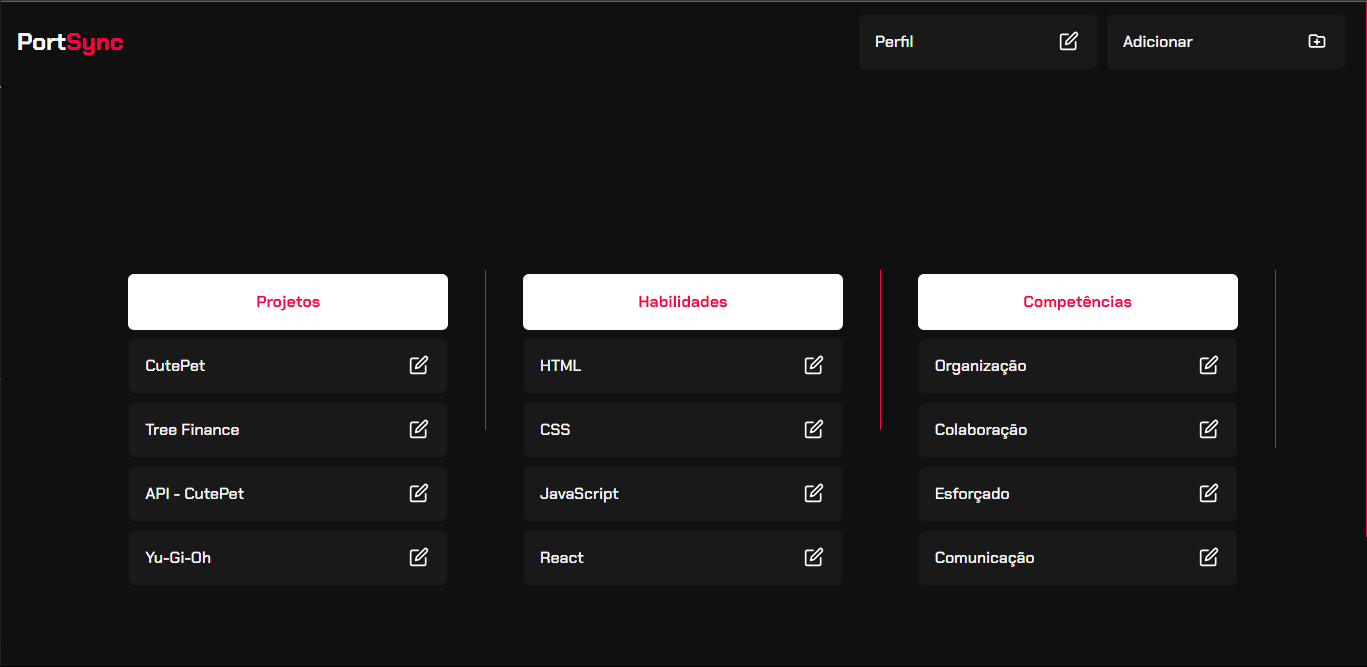 PortSync
Perfil
Adicionar
Projetos
CutePet
Tree Finance
API - CutePet
Yu-Gi-Oh
Habilidades
HTML
CSS
JavaScript
React
Competências
Organização
Colaboração
Esforçado
Comunicação